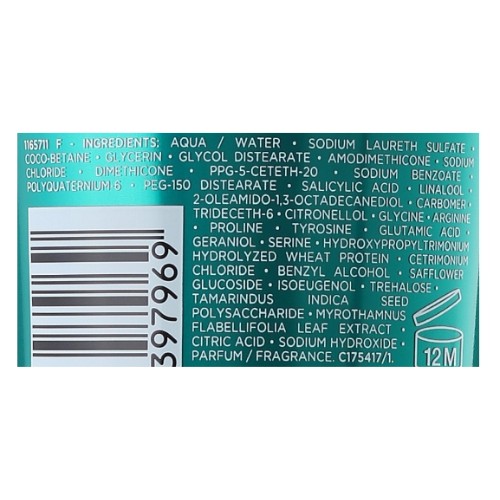 1165711 F • INGREDIENTS: AQUA / WATER • SODIUM LAURETH SULFATE •
COCO-BETAINE • GLYCERIN • GLYCOL DISTEARATE • AMODIMETHICONE • SODIUM
CHLORIDE • DIMETHICONE • PPG-5-CETETH-20 • SODIUM BENZOATE •
POLYQUATERNIUM-6 • PEG-150 DISTEARATE • SALICYLIC ACID • LINALOOL •
2-OLEAMIDO-1,3-OCTADECANEDIOL • CARBOMER •
TRIDECETH-6 • CITRONELLOL • GLYCINE • ARGININE
• PROLINE • TYROSINE • GLUTAMIC ACID •
GERANIOL • SERINE • HYDROXYPROPYLTRIMONIUM
HYDROLYZED WHEAT PROTEIN • CETRIMONIUM
CHLORIDE • BENZYL ALCOHOL • SAFFLOWER
GLUCOSIDE • ISOEUGENOL • TREHALOSE •
TAMARINDUS INDICA SEED
POLYSACCHARIDE • MYROTHAMNUS
FLABELLIFOLIA LEAF EXTRACT •
CITRIC ACID • SODIUM HYDROXIDE •
PARFUM / FRAGRANCE. C175417/1.
397969
12M